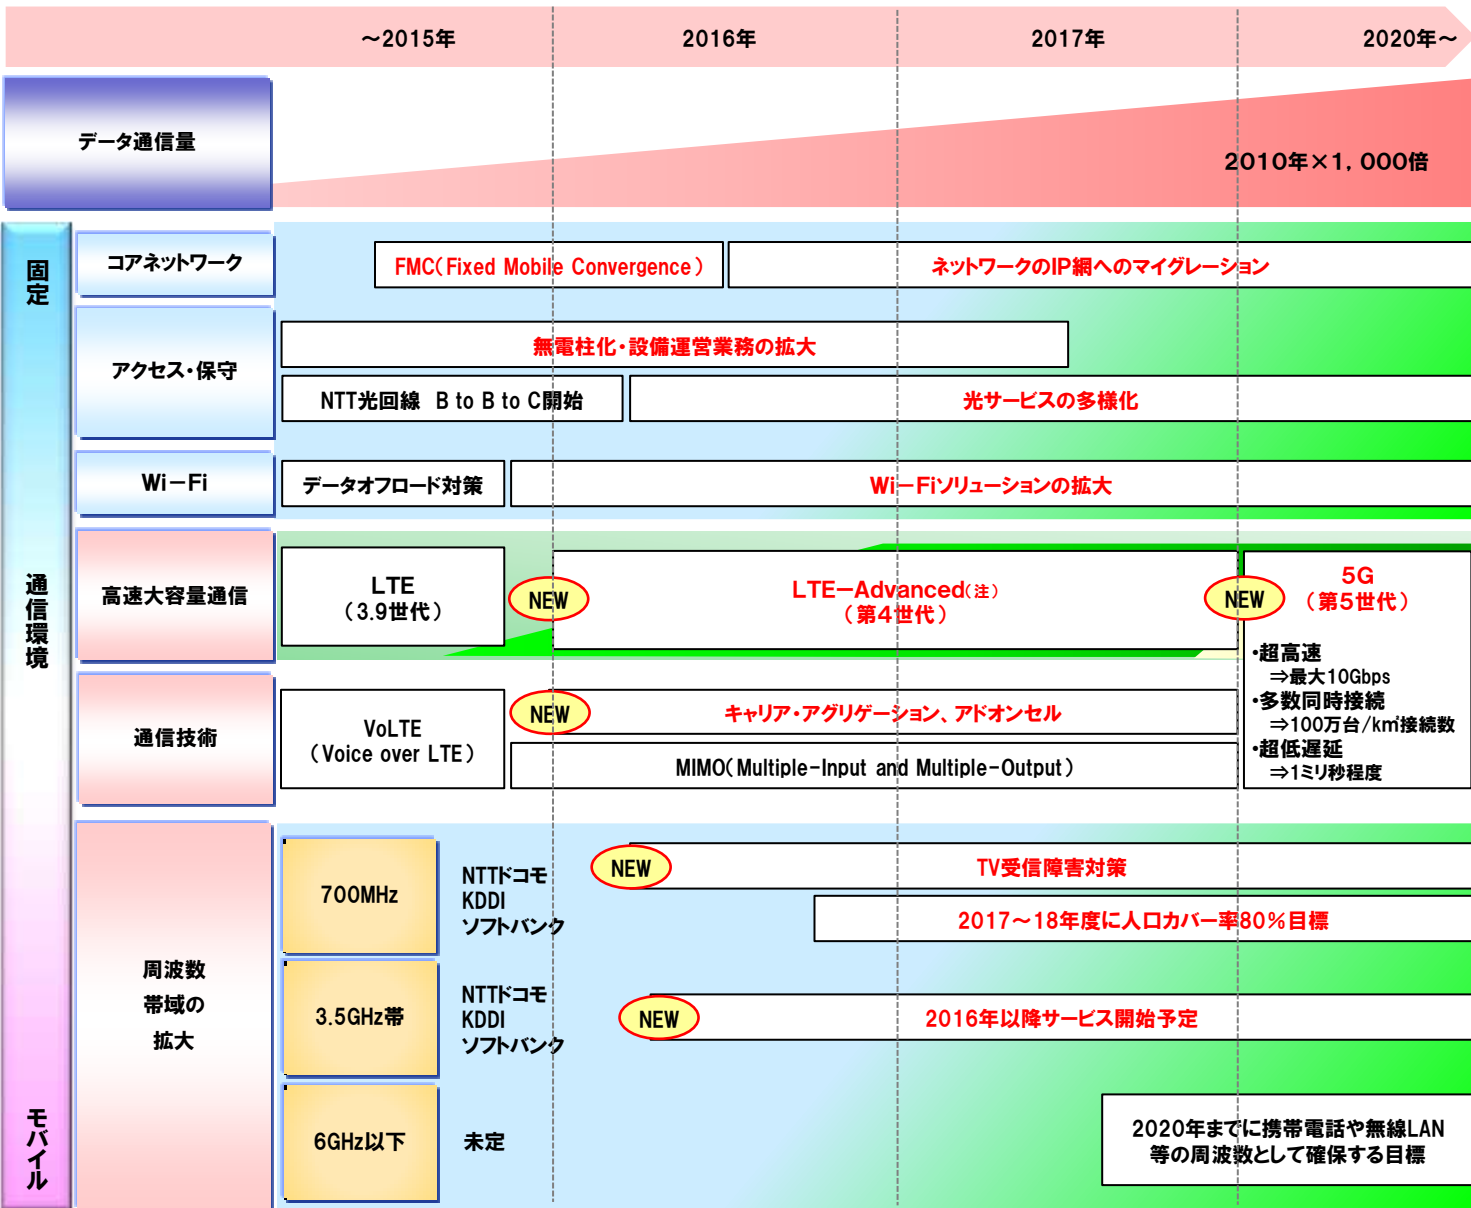 ～2015年
2016年
2017年
2020年～
データ通信量
2010年×1，000倍
固定
通信環境
モバイル
コアネットワーク
FMC（Fixed Mobile Convergence）
ネットワークのIP網へのマイグレーション
アクセス・保守
無電柱化・設備運営業務の拡大
NTT光回線　B to B to C開始
光サービスの多様化
Wi－Fi
データオフロード対策
Wi－Fiソリューションの拡大
高速大容量通信
LTE
（3.9世代）
NEW
LTE－Advanced（注）
（第4世代）
NEW
5G
（第5世代）
・超高速
⇒最大10Gbps
・多数同時接続
⇒100万台/k㎡接続数
・超低遅延
⇒1ミリ秒程度
通信技術
VoLTE
（Voice over LTE）
NEW
キャリア・アグリゲーション、アドオンセル
MIMO（Multiple-Input and Multiple-Output）
周波数
帯域の
拡大
700MHz
NTTドコモ
KDDI
ソフトバンク
NEW
TV受信障害対策
2017～18年度に人口カバー率80％目標
3.5GHz帯
NTTドコモ
KDDI
ソフトバンク
NEW
2016年以降サービス開始予定
6GHz以下
未定
2020年までに携帯電話や無線LAN
等の周波数として確保する目標